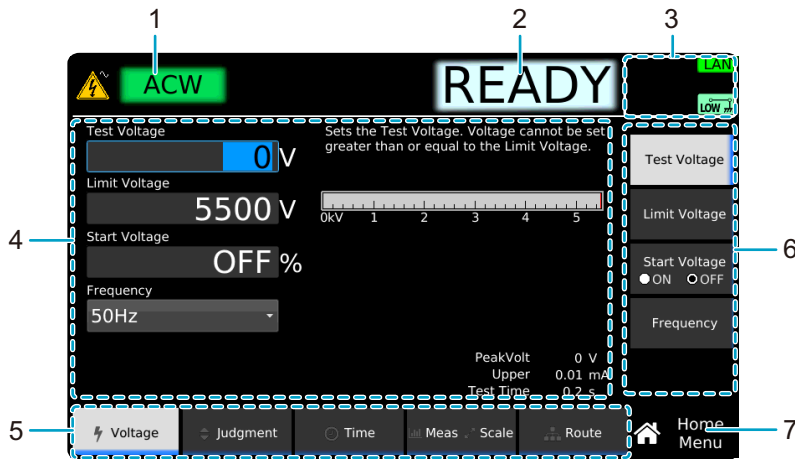 1
2
3
ACW
READY
LAN
LOW
Test Voltage
0 V
Sets the Test Voltage. Voltage cannot be set
greater than or equal to the Limit Voltage.
Limit Voltage
5500 V
0kV 1 2 3 4 5
Start Voltage
OFF %
Frequency
50Hz
PeakVolt 0 V
Upper 0.01 mA
Test Time 0.2 s
4
Test Voltage
Limit Voltage
Start Voltage
ON OFF
Frequency
6
5
Voltage
Judgment
Time
Meas Scale
Route
Home
Menu
7